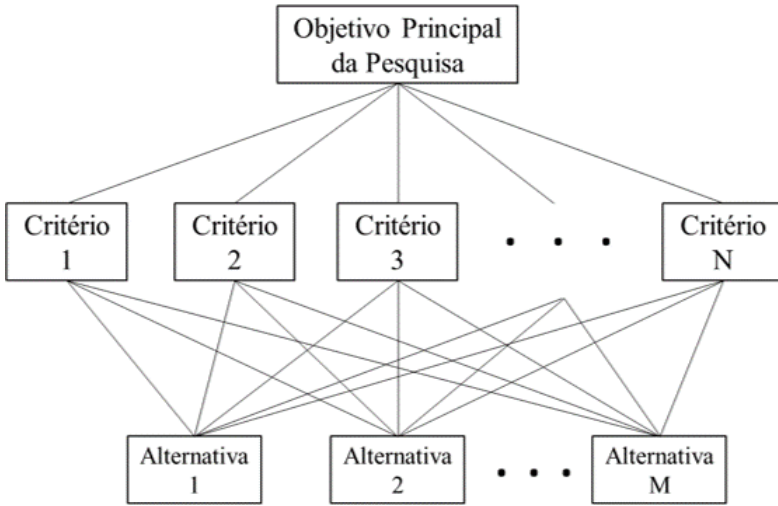 Objetivo Principal
da Pesquisa
Critério
1
Critério
2
Critério
3
. . .
Critério
N
Alternativa
1
Alternativa
2
. . .
Alternativa
M